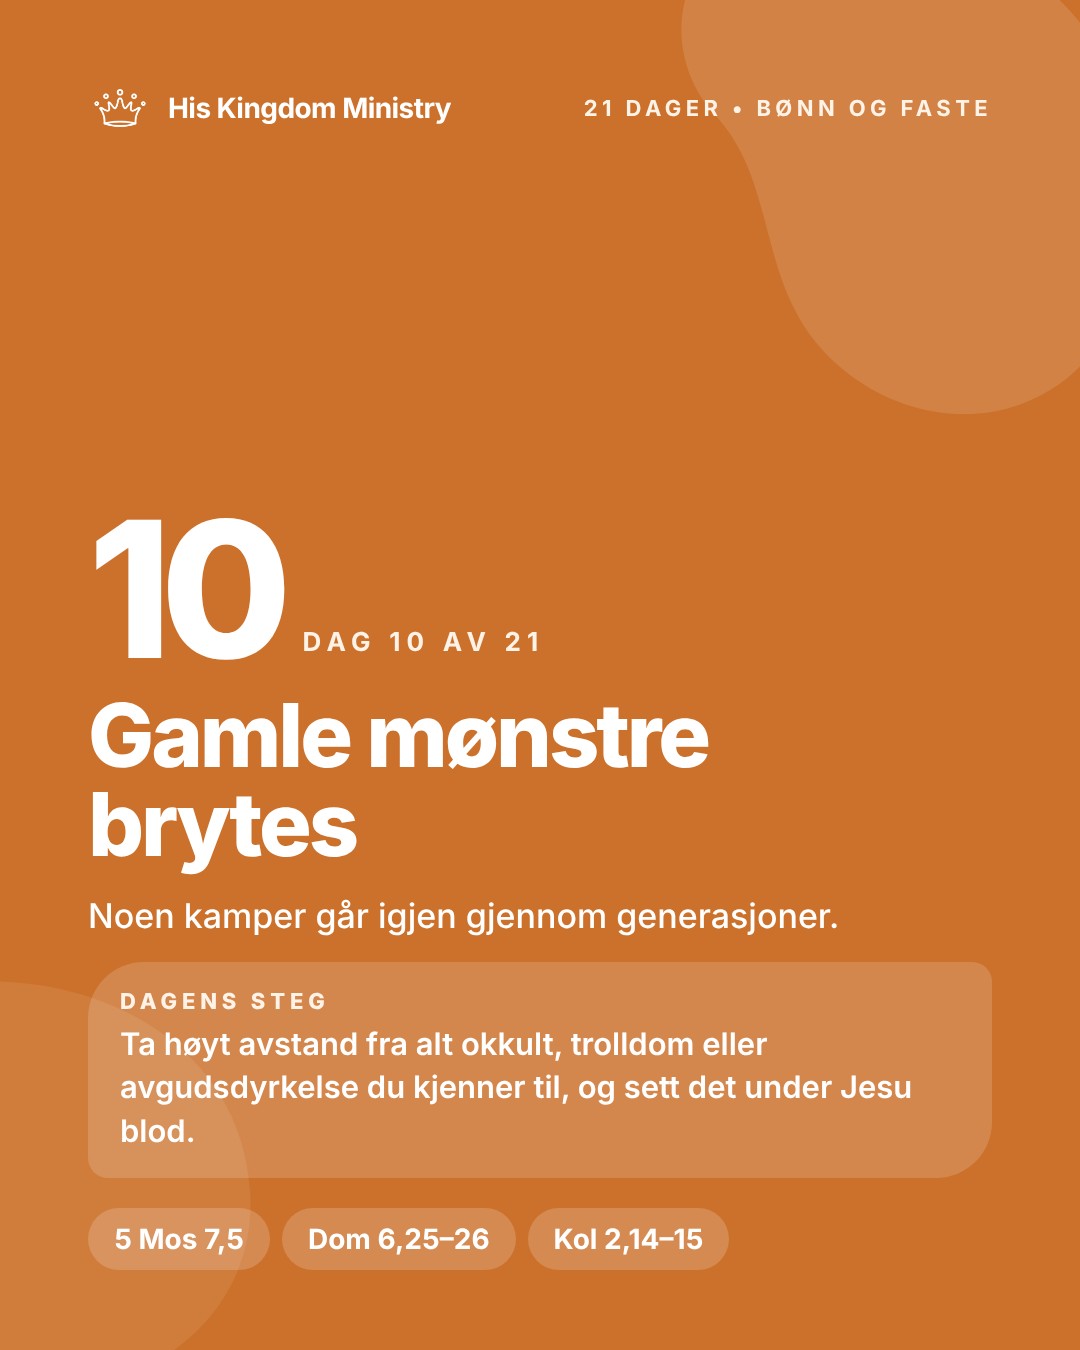 His Kingdom Ministry
21 DAGER • BØNN OG FASTE
10
DAG 10 AV 21
Gamle mønstre
brytes
Noen kamper går igjen gjennom generasjoner.
DAGENS STEG
Ta høyt avstand fra alt okkult, trolldom eller
avgudsdyrkelse du kjenner til, og sett det under Jesu
blod.
5 Mos 7,5
Dom 6,25–26
Kol 2,14–15